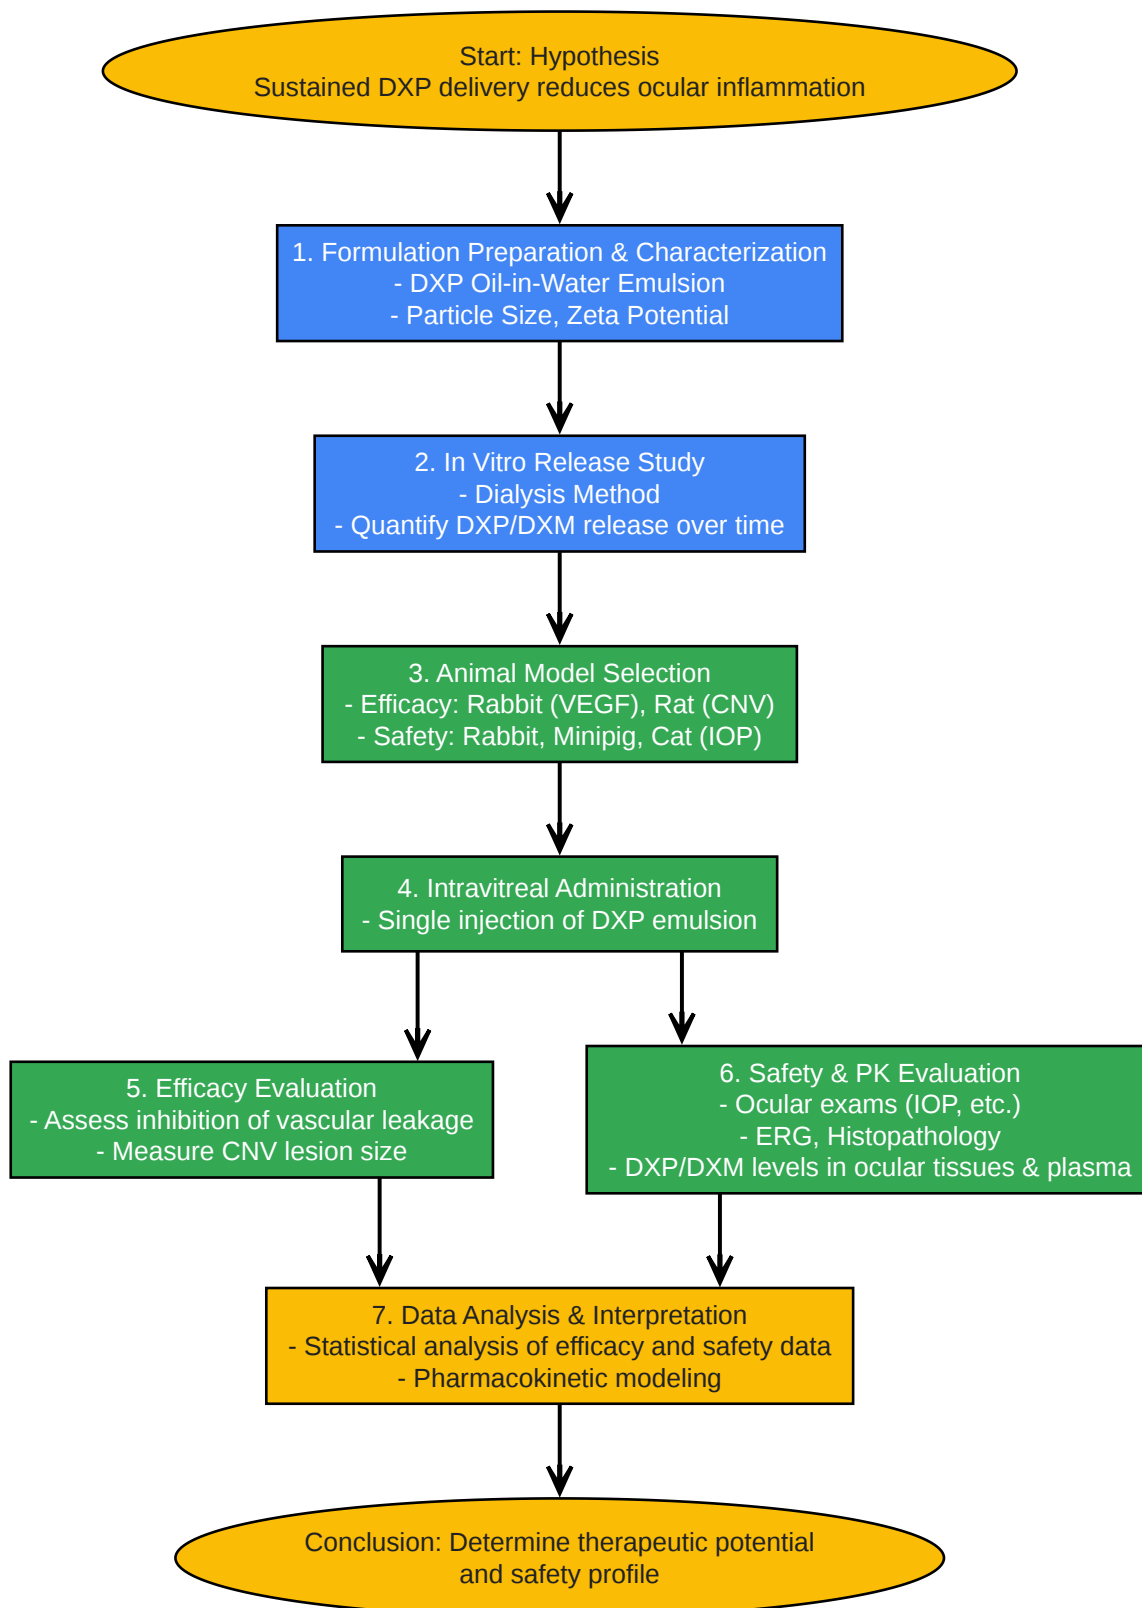 Start: Hypothesis
Sustained DXP delivery reduces ocular inflammation
1. Formulation Preparation & Characterization
- DXP Oil-in-Water Emulsion
- Particle Size, Zeta Potential
2. In Vitro Release Study
- Dialysis Method
- Quantify DXP/DXM release over time
3. Animal Model Selection
- Efficacy: Rabbit (VEGF), Rat (CNV)
- Safety: Rabbit, Minipig, Cat (IOP)
4. Intravitreal Administration
- Single injection of DXP emulsion
5. Efficacy Evaluation
- Assess inhibition of vascular leakage
- Measure CNV lesion size
6. Safety & PK Evaluation
- Ocular exams (IOP, etc.)
- ERG, Histopathology
- DXP/DXM levels in ocular tissues & plasma
7. Data Analysis & Interpretation
- Statistical analysis of efficacy and safety data
- Pharmacokinetic modeling
Conclusion: Determine therapeutic potential
and safety profile